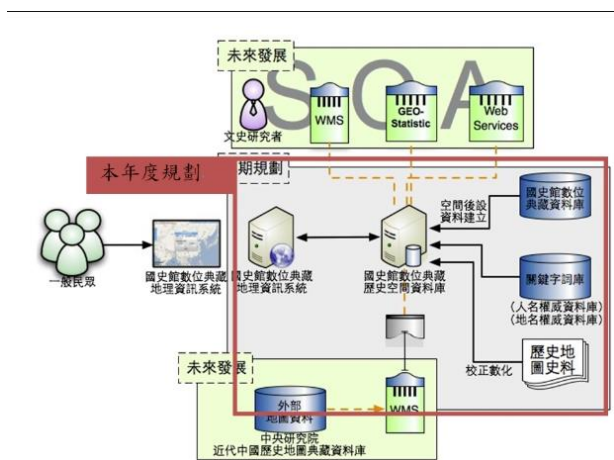 未來發展
SOA
文史研究者
WMS
GEO-
Statistic
Web
Services
本年度規劃
期規劃
空間後設
資料建立
國史館數位
典藏資料庫
一般民眾
國史館數位典藏
地理資訊系統
國史館數位典藏
地理資訊系統
國史館數位典藏
歷史空間資料庫
關鍵字詞庫
(人名權威資料庫)
(地名權威資料庫)
校正數化
歷史地
圖史料
未來發展
外部
地圖資料
WMS
中央研究院
近代中國歷史地圖典藏資料庫